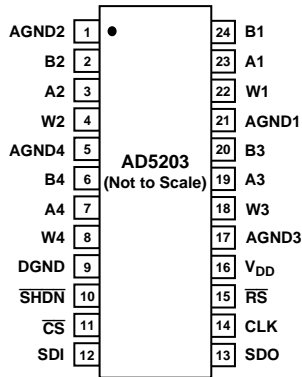 AGND2 1 24 B1
B2 2 23 A1
A2 3 22 W1
W2 4 21 AGND1
AGND4 5 20 B3
AD5203
B4 6 19 A3
(Not to Scale)
A4 7 18 W3
W4 8 17 AGND3
DGND 9 16 VDD
SHDN 10 15 RS
CS 11 14 CLK
SDI 12 13 SDO